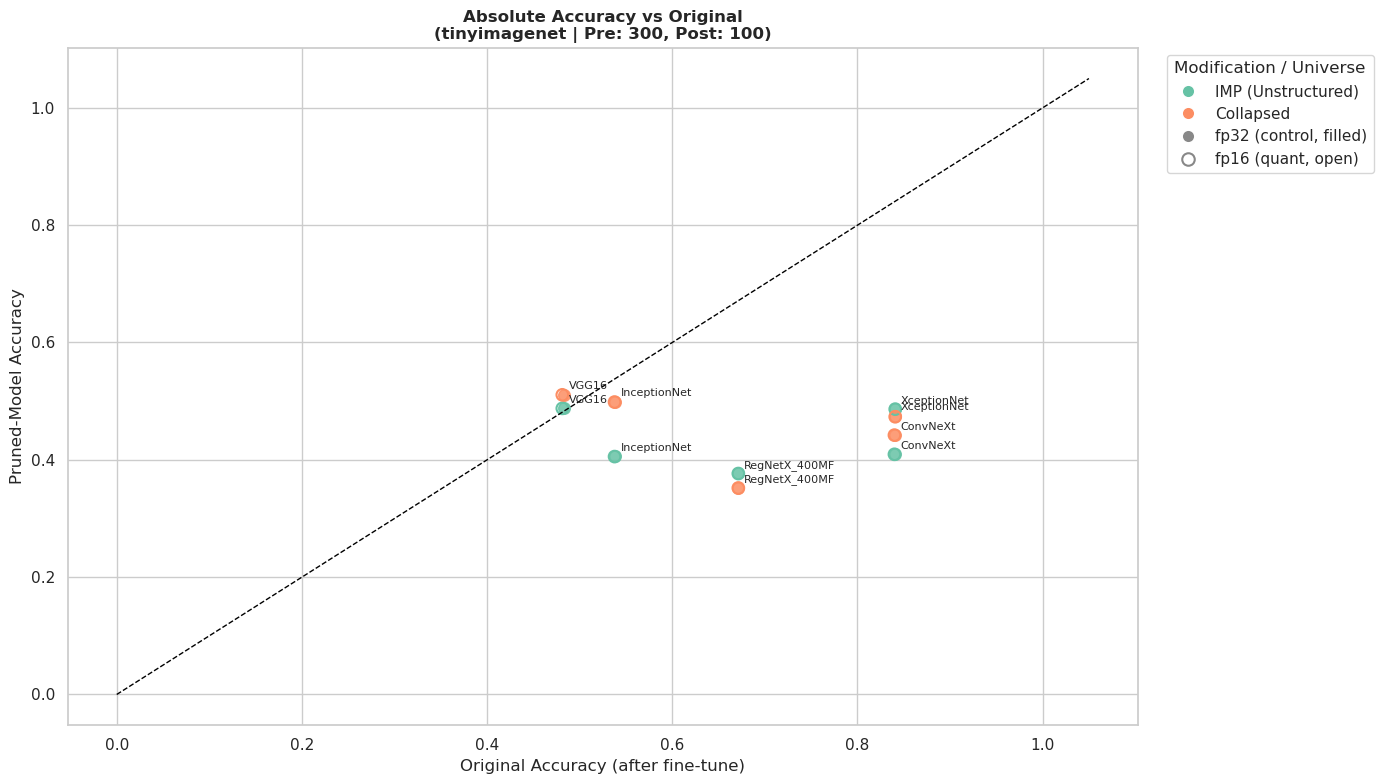 Absolute Accuracy vs Original
(tinyimagenet | Pre: 300, Post: 100)
Modification / Universe
IMP (Unstructured)
Collapsed
fp32 (control, filled)
fp16 (quant, open)
Pruned-Model Accuracy
1.0
0.8
0.6
0.4
0.2
0.0
VGG16
VGG16
InceptionNet
InceptionNet
XceptionNet
XceptionNet
ConvNeXt
ConvNeXt
RegNetX_400MF
RegNetX_400MF
0.0 0.2 0.4 0.6 0.8 1.0
Original Accuracy (after fine-tune)